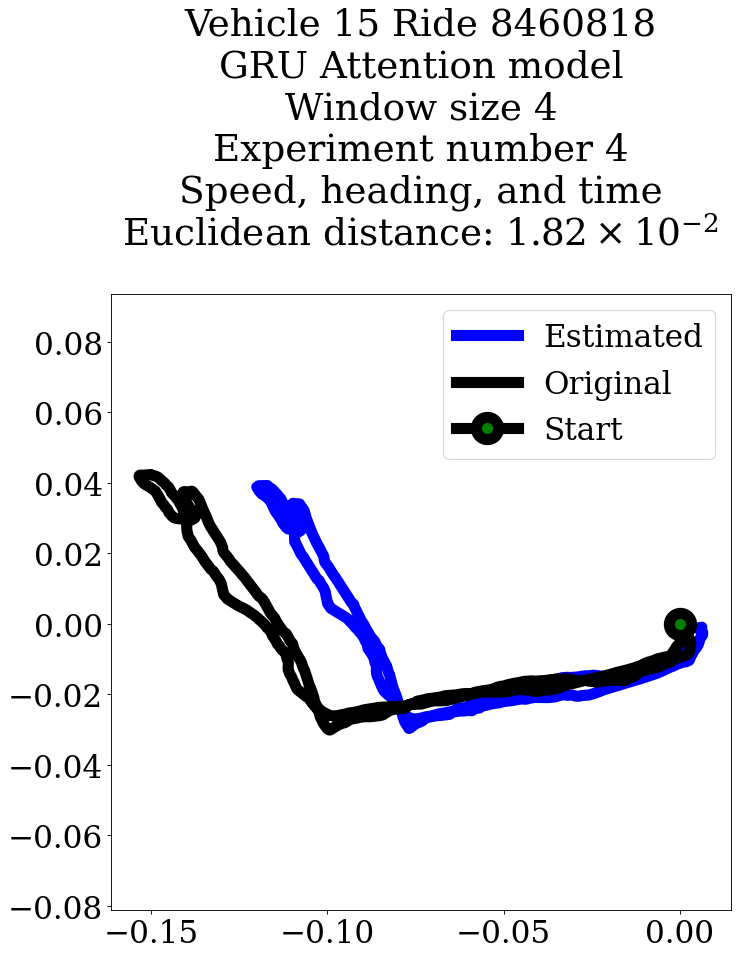 Vehicle 15 Ride 8460818
GRU Attention model
Window size 4
Experiment number 4
Speed, heading, and time
Euclidean distance: 1.82 × 10⁻²
Estimated
Original
Start
0.08
0.06
0.04
0.02
0.00
−0.02
−0.04
−0.06
−0.08
−0.15
−0.10
−0.05
0.00